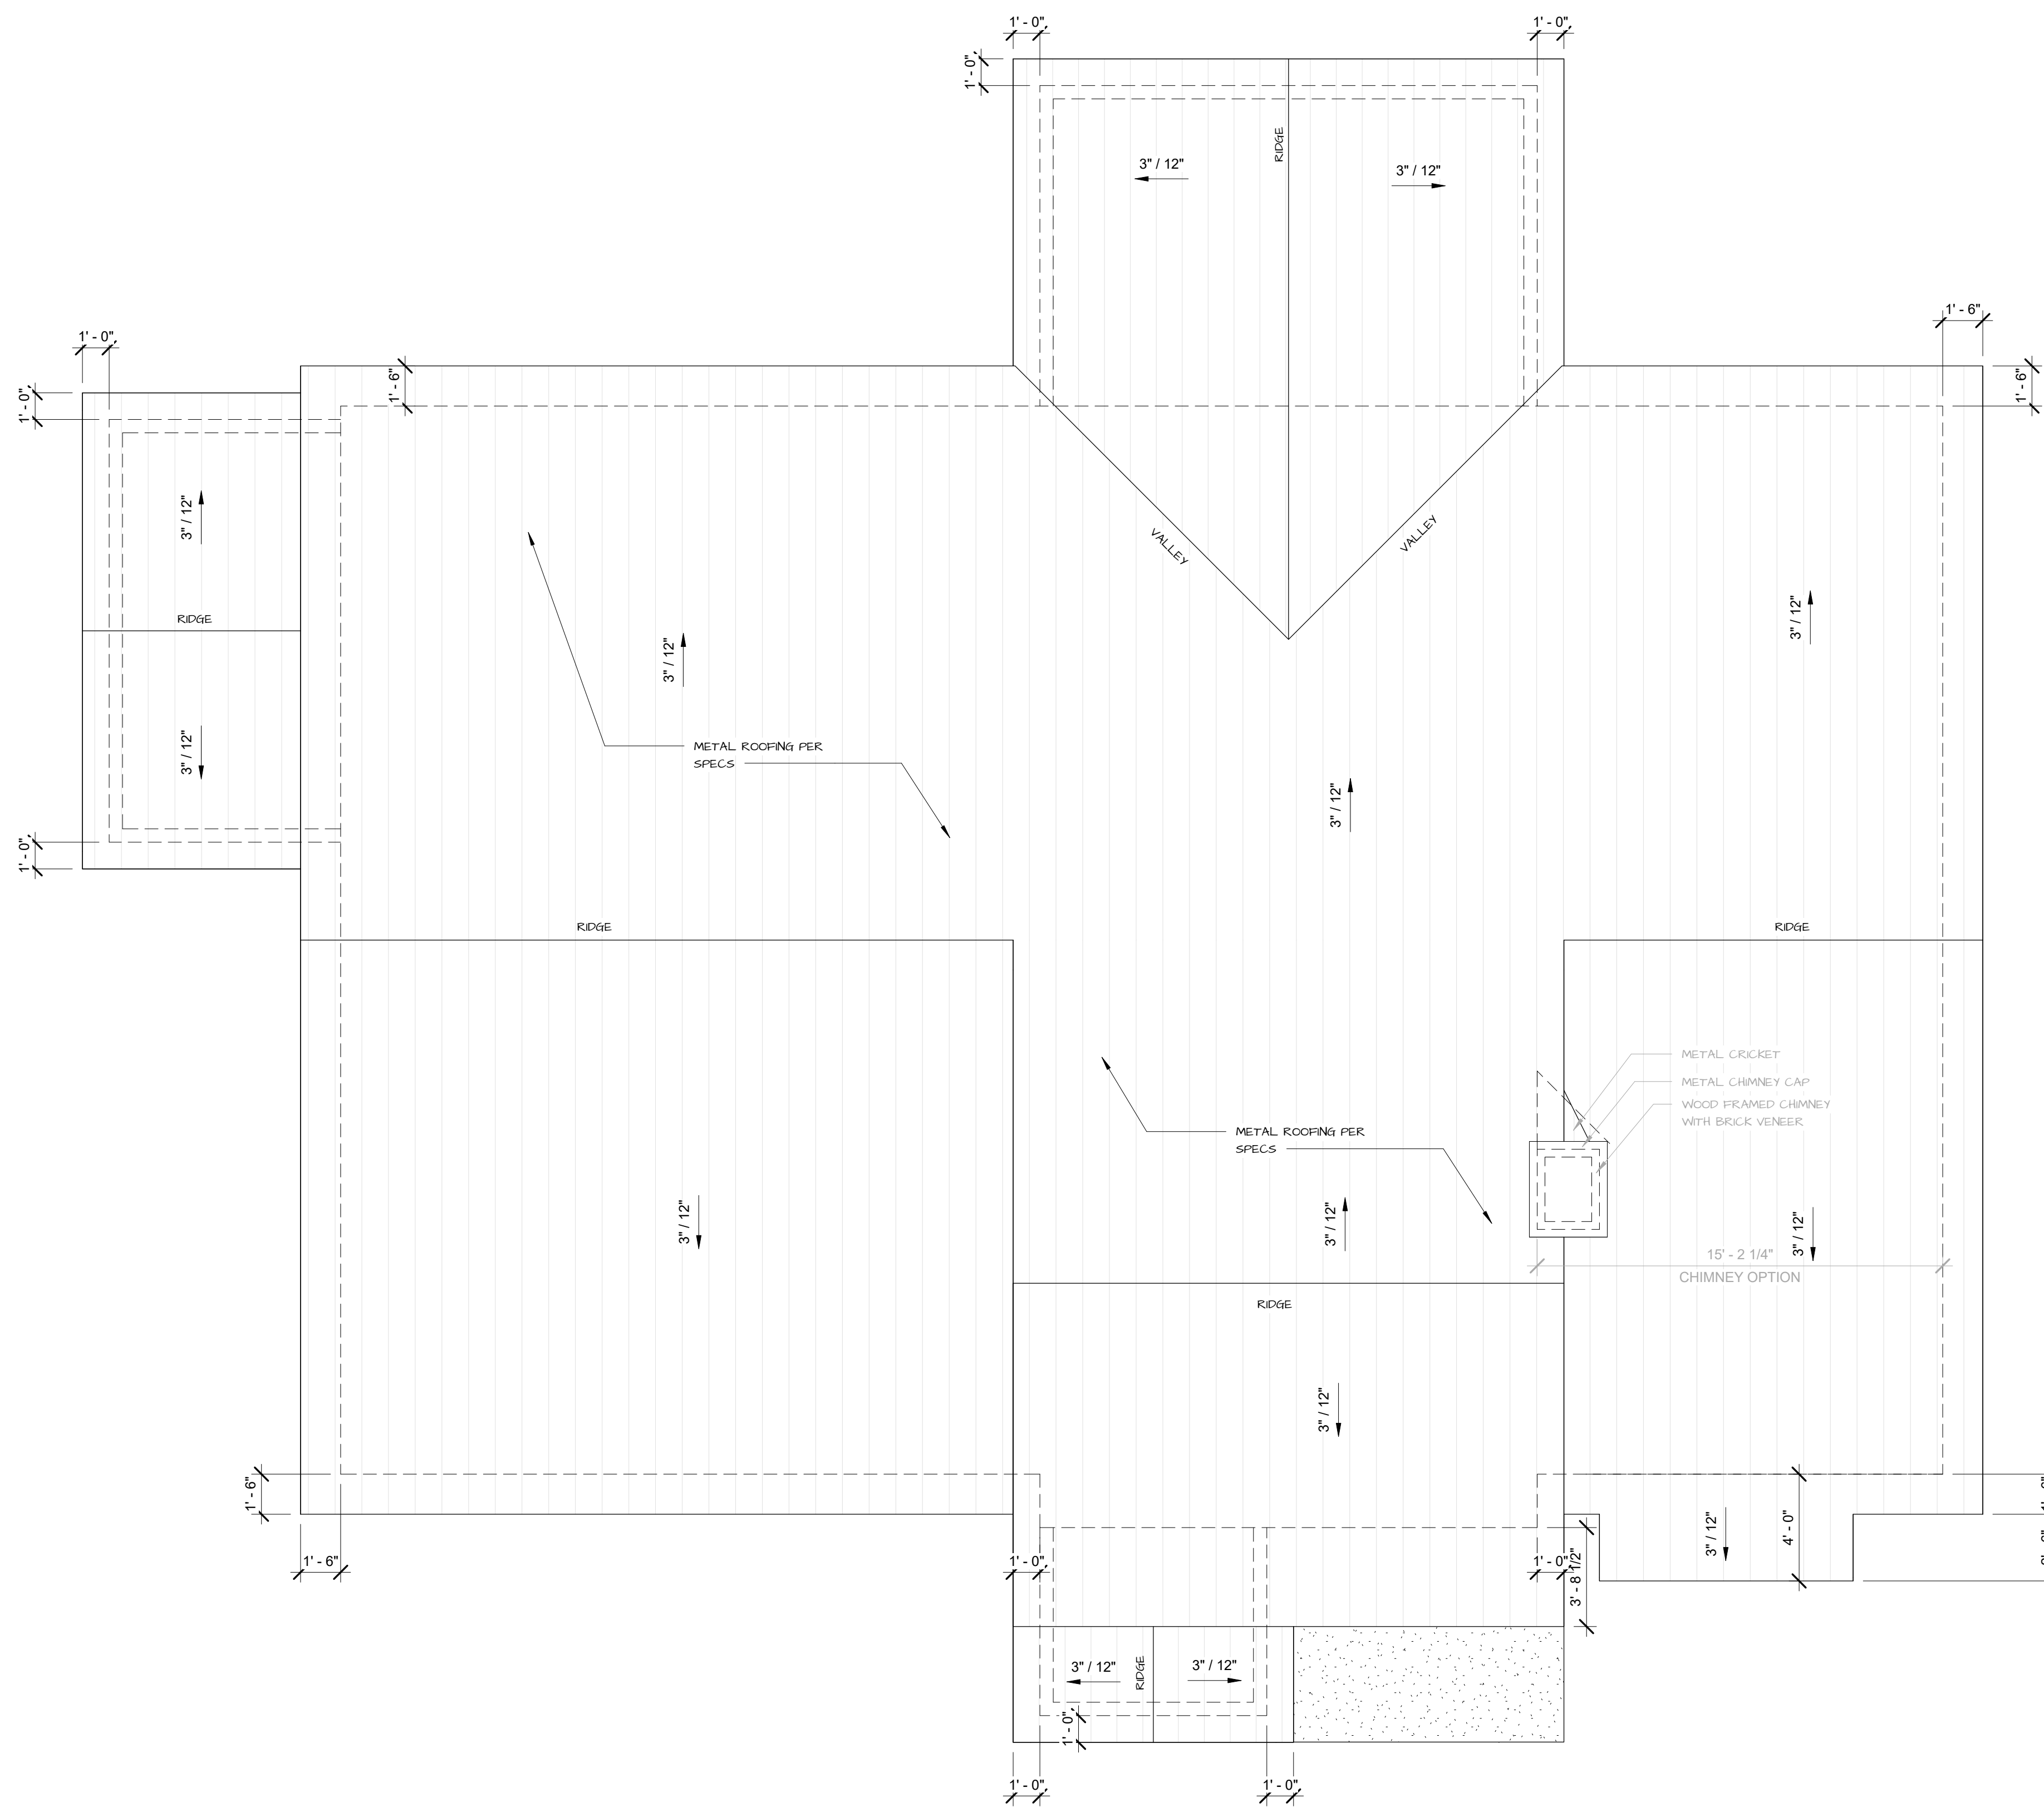 1' - 0"
1' - 0"
1' - 0"
RIDGE
3" / 12"
3" / 12"
1' - 6"
1' - 0"
1' - 6"
1' - 6"
1' - 0"
3" / 12"
VALLEY
VALLEY
RIDGE
3" / 12"
3" / 12"
3" / 12"
METAL ROOFING PER
SPECS
3" / 12"
1' - 0"
RIDGE
RIDGE
METAL CRICKET
METAL CHIMNEY CAP
WOOD FRAMED CHIMNEY
WITH BRICK VENEER
METAL ROOFING PER
SPECS
3" / 12"
3" / 12"
3" / 12"
15' - 2 1/4"
CHIMNEY OPTION
RIDGE
3" / 12"
1' - 6"
3" / 12"
4' - 0"
1' - 6"
1' - 0"
1' - 0"
3' - 8 1/2"
3" / 12"
RIDGE
3" / 12"
1' - 0"
1' - 0"
1' - 0"